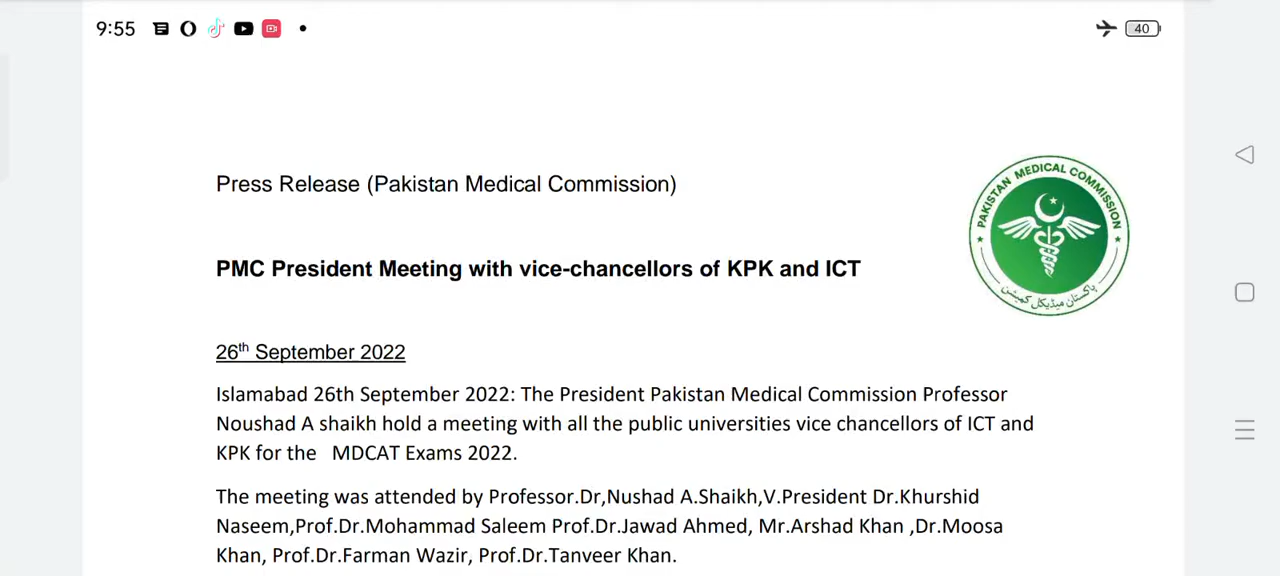 9:55
40
Press Release (Pakistan Medical Commission)
PAKISTAN MEDICAL COMMISSION
پاکستان میڈیکل کمیشن
PMC President Meeting with vice-chancellors of KPK and ICT
26th September 2022
Islamabad 26th September 2022: The President Pakistan Medical Commission Professor
Noushad A shaikh hold a meeting with all the public universities vice chancellors of ICT and
KPK for the MDCAT Exams 2022.
The meeting was attended by Professor.Dr,Nushad A.Shaikh,V.President Dr.Khurshid
Naseem,Prof.Dr.Mohammad Saleem Prof.Dr.Jawad Ahmed, Mr.Arshad Khan ,Dr.Moosa
Khan, Prof.Dr.Farman Wazir, Prof.Dr.Tanveer Khan.